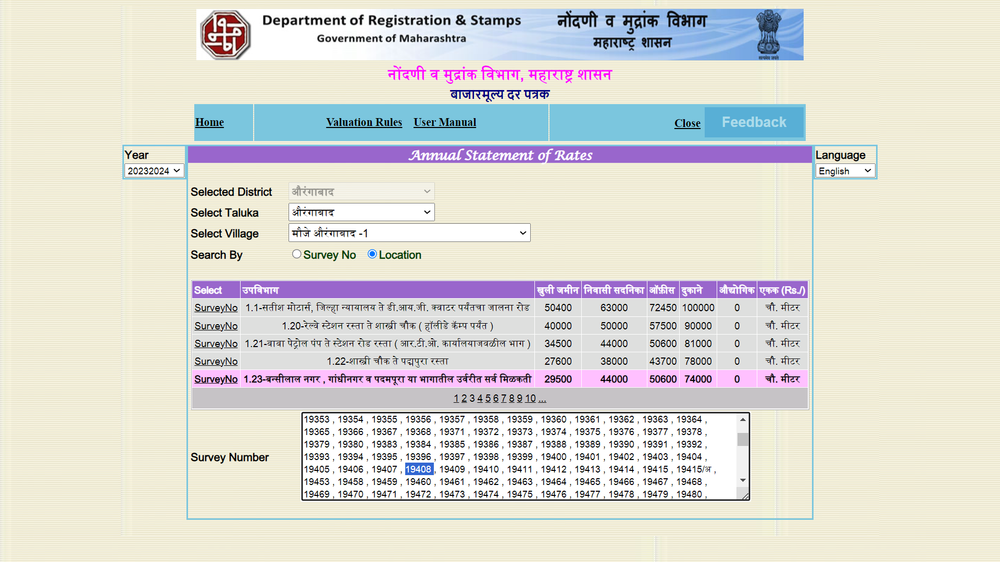 Department of Registration & Stamps
Government of Maharashtra
नोंदणी व मुद्रांक विभाग
महाराष्ट्र शासन
सत्यमेव जयते
नोंदणी व मुद्रांक विभाग, महाराष्ट्र शासन
बाजारमूल्य दर पत्रक
Home Valuation Rules User Manual Close Feedback
Year Annual Statement of Rates Language
20232024 English
Selected District औरंगाबाद
Select Taluka औरंगाबाद
Select Village मौजे औरंगाबाद -1
Search By Survey No Location
Select उपविभाग खुली जमीन निवासी सदनिका ऑफ़ीस दुकाने औद्योगिक एकक (Rs./)
SurveyNo 1.1-सतीश मोटार्स, जिल्हा न्यायालय ते डी.आय.जी. क्वाटर पर्यंतचा जालना रोड 50400 63000 72450 100000 0 चौ. मीटर
SurveyNo 1.20-रेल्वे स्टेशन रस्ता ते शास्त्री चौक ( हॉलीडे कॅम्प पर्यंत ) 40000 50000 57500 90000 0 चौ. मीटर
SurveyNo 1.21-बाबा पेट्रोल पंप ते स्टेशन रोड रस्ता ( आर.टी.ओ. कार्यालयाजवळील भाग ) 34500 44000 50600 81000 0 चौ. मीटर
SurveyNo 1.22-शास्त्री चौक ते पद्मपुरा रस्ता 27600 38000 43700 78000 0 चौ. मीटर
SurveyNo 1.23-बन्सीलाल नगर , गांधीनगर व पदमपूरा या भागातील उर्वरीत सर्व मिळकती 29500 44000 50600 74000 0 चौ. मीटर
1 2 3 4 5 6 7 8 9 10 ...
Survey Number
19353 , 19354 , 19355 , 19356 , 19357 , 19358 , 19359 , 19360 , 19361 , 19362 , 19363 , 19364 ,
19365 , 19366 , 19367 , 19368 , 19371 , 19372 , 19373 , 19374 , 19375 , 19376 , 19377 , 19378 ,
19379 , 19380 , 19383 , 19384 , 19385 , 19386 , 19387 , 19388 , 19389 , 19390 , 19391 , 19392 ,
19393 , 19394 , 19395 , 19396 , 19397 , 19398 , 19399 , 19400 , 19401 , 19402 , 19403 , 19404 ,
19405 , 19406 , 19407 , 19408 , 19409 , 19410 , 19411 , 19412 , 19413 , 19414 , 19415 , 19415/अ ,
19453 , 19458 , 19459 , 19460 , 19461 , 19462 , 19463 , 19464 , 19465 , 19466 , 19467 , 19468 ,
19469 , 19470 , 19471 , 19472 , 19473 , 19474 , 19475 , 19476 , 19477 , 19478 , 19479 , 19480 ,